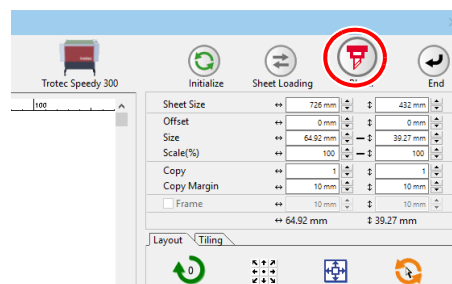 Trotec Speedy 300
Initialize
Sheet Loading
End
100
Sheet Size ↔ 726 mm ↕ 432 mm
Offset ↔ 0 mm ↕ 0 mm
Size ↔ 64.92 mm ↕ 39.27 mm
Scale(%) ↔ 100 ↕ 100
Copy ↔ 1 ↕ 1
Copy Margin ↔ 10 mm ↕ 10 mm
Frame ↔ 10 mm ↕ 10 mm
↔ 64.92 mm ↕ 39.27 mm
Layout Tiling
0